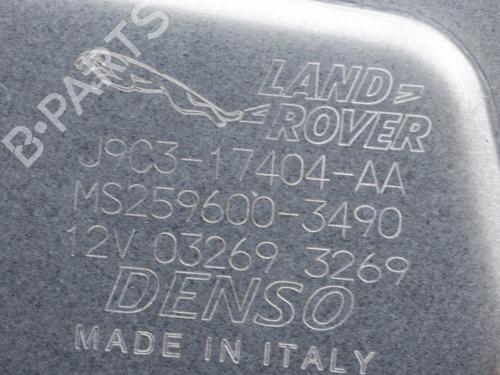 B-PARTS
LAND
ROVER
J9C3-17404-AA
MS259600-3490
12V 03269 3269
DENSO
MADE IN ITALY